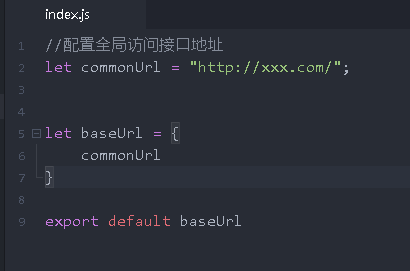 index.js
1 //配置全局访问接口地址
2 let commonUrl = "http://xxx.com/";
3
4
5 let baseUrl = {
6 commonUrl
7 }
8
9 export default baseUrl